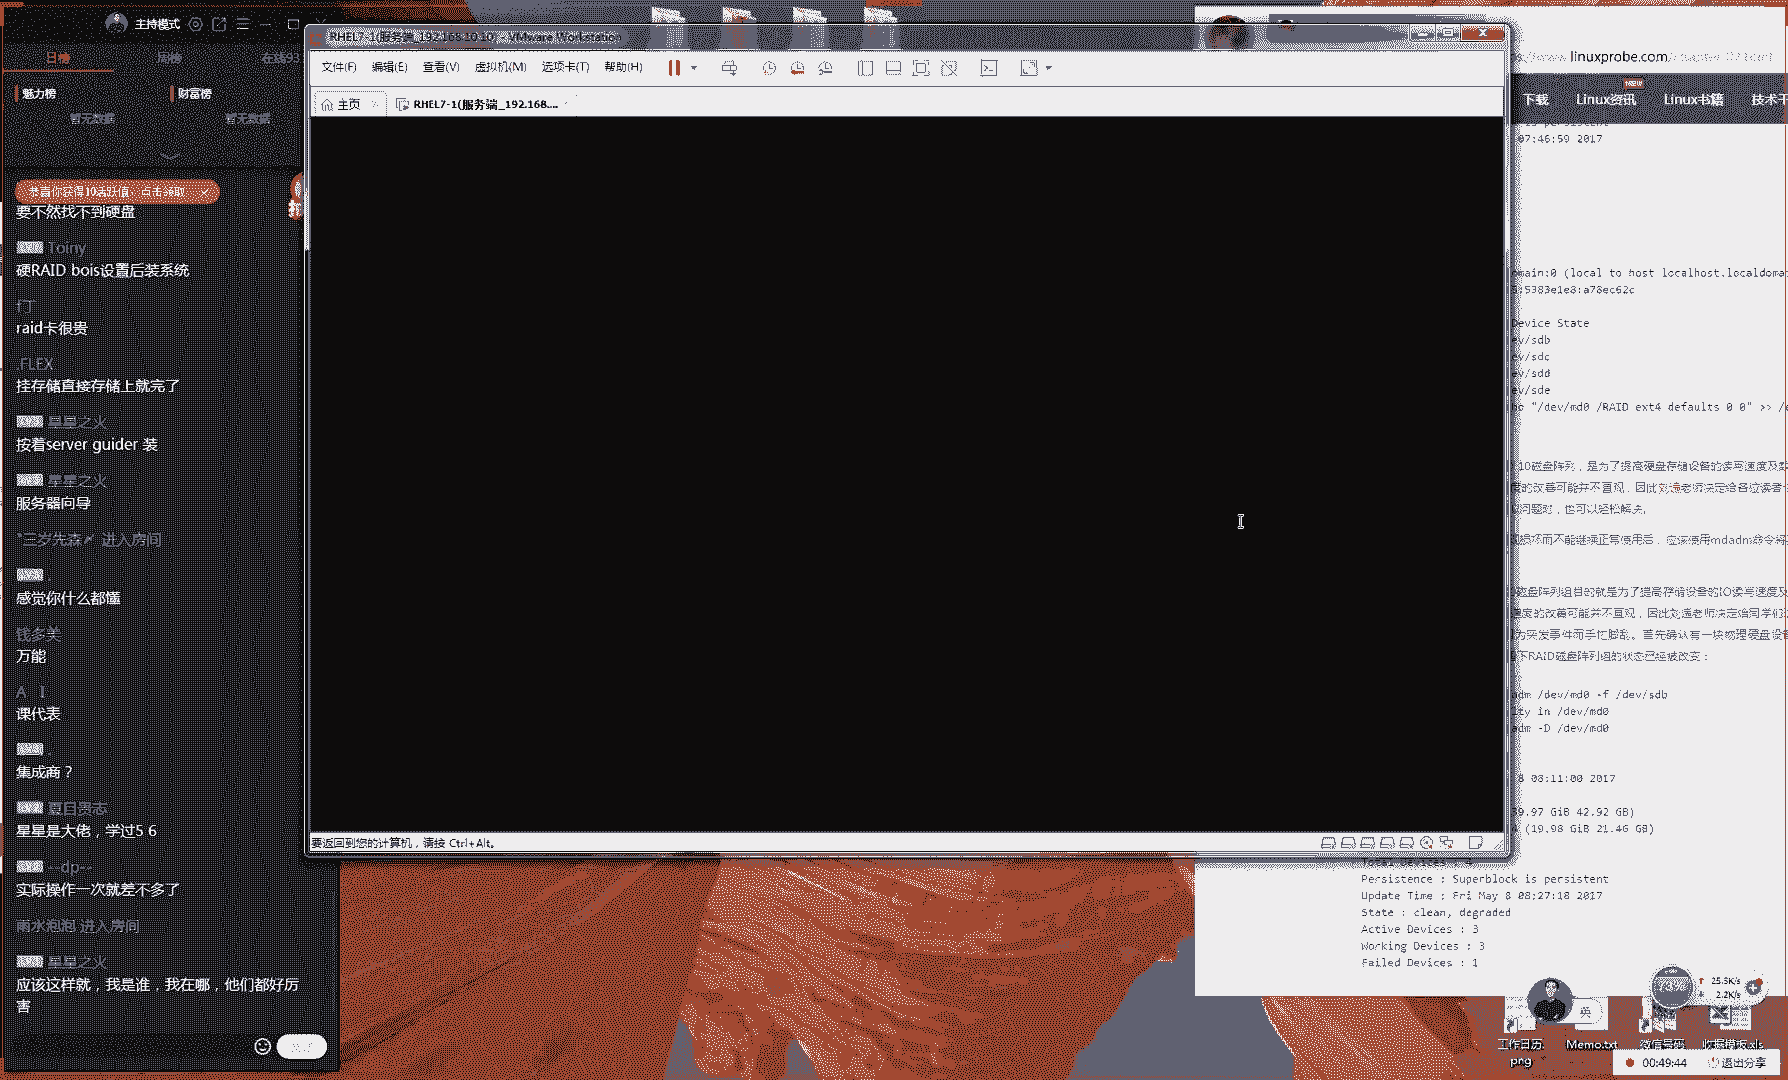 主持模式
日榜
周榜
魅力榜
财富榜
暂无数据
暂无数据
恭喜你获得10活跃值，点击领取
要不然找不到硬盘
Toiny
硬RAID bois设置后装系统
raid卡很贵
.FLEX
挂存储直接存储上就完了
星星之火
按着server guider 装
星星之火
服务器向导
三岁先森 进入房间
感觉你什么都懂
钱多美
万能
A I
课代表
集成商？
夏目贵志
星星是大佬，学过5 6
--dp--
实际操作一次就差不多了
雨水泡泡 进入房间
星星之火
应该这样就，我是谁，我在哪，他们都好厉
害
RHEL7-1(服务端_192.168.10.10) - VMware Workstation
文件(F)
编辑(E)
查看(V)
虚拟机(M)
选项卡(T)
帮助(H)
主页
RHEL7-1(服务端_192.168....
要返回到您的计算机，请按 Ctrl+Alt。
www.linuxprobe.com/chapter-07.html
下载
Linux资讯
Linux书籍
技术干
is persistent
07:46:59 2017
omain:0 (local to host localhost.localdoma
:5383e1e8:a78ec62c
Device State
ev/sdb
ev/sdc
ev/sdd
ev/sde
ho "/dev/md0 /RAID ext4 defaults 0 0" >> /e
10磁盘阵列，是为了提高硬盘存储设备的读写速度及数
度的改善可能并不直观，因此刘遄老师决定给各位读者
问题时，也可以轻松解决。
损坏而不能继续正常使用后，应该使用mdadm命令将
磁盘阵列组目的就是为了提高存储设备的IO读写速度及
度的改善可能并不直观，因此刘遄老师决定给同学们
为突发事件而手忙脚乱。首先确认有一块物理硬盘设备
下RAID磁盘阵列组的状态已经被改变：
adm /dev/md0 -f /dev/sdb
lty in /dev/md0
adm -D /dev/md0
8 08:11:00 2017
39.97 GiB 42.92 GB)
(19.98 GiB 21.46 GB)
Persistence : Superblock is persistent
Update Time : Fri May 8 08:27:18 2017
State : clean, degraded
Active Devices : 3
Working Devices : 3
Failed Devices : 1
73%
25.3K/s
2.2K/s
英
工作日历.
png
Memo.txt
微信号码
收据模板.xls
00:49:44
退出分享